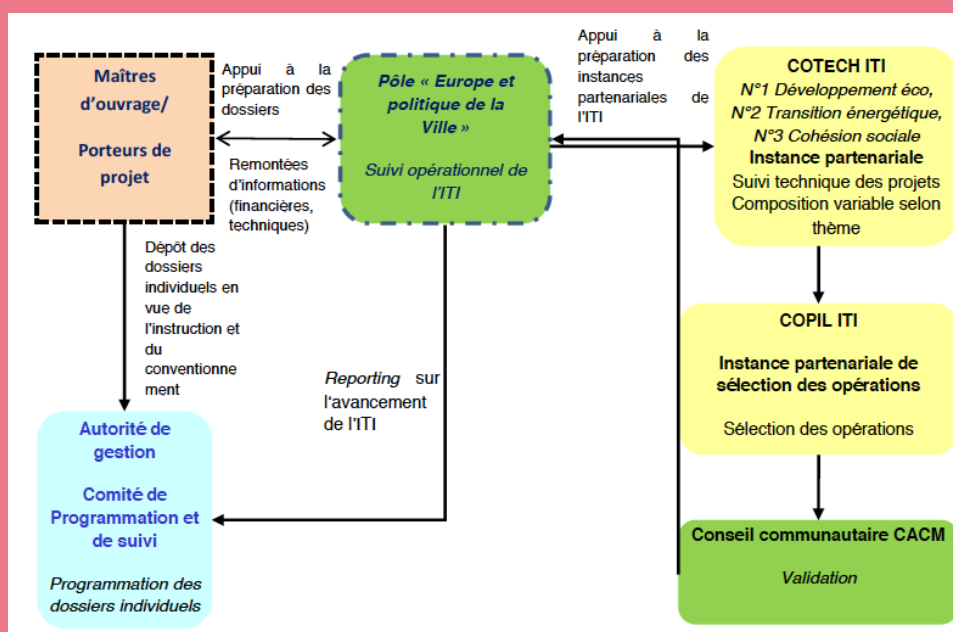 Maîtres
d'ouvrage/
Porteurs de
projet
Appui à la
préparation des
dossiers
Remontées
d'informations
(financières,
techniques)
Pôle « Europe et
politique de la
Ville »
Suivi opérationnel de
l'ITI
Appui à la
préparation des
instances
partenariales de
l'ITI
COTECH ITI
N°1 Développement éco,
N°2 Transition énergétique,
N°3 Cohésion sociale
Instance partenariale
Suivi technique des projets
Composition variable selon
thème
Dépôt des
dossiers
individuels en
vue de
l'instruction et
du
conventionne
ment
Reporting sur
l'avancement
de l'ITI
COPIL ITI
Instance partenariale de
sélection des opérations
Sélection des opérations
Autorité de
gestion
Comité de
Programmation et
de suivi
Programmation des
dossiers individuels
Conseil communautaire CACM
Validation